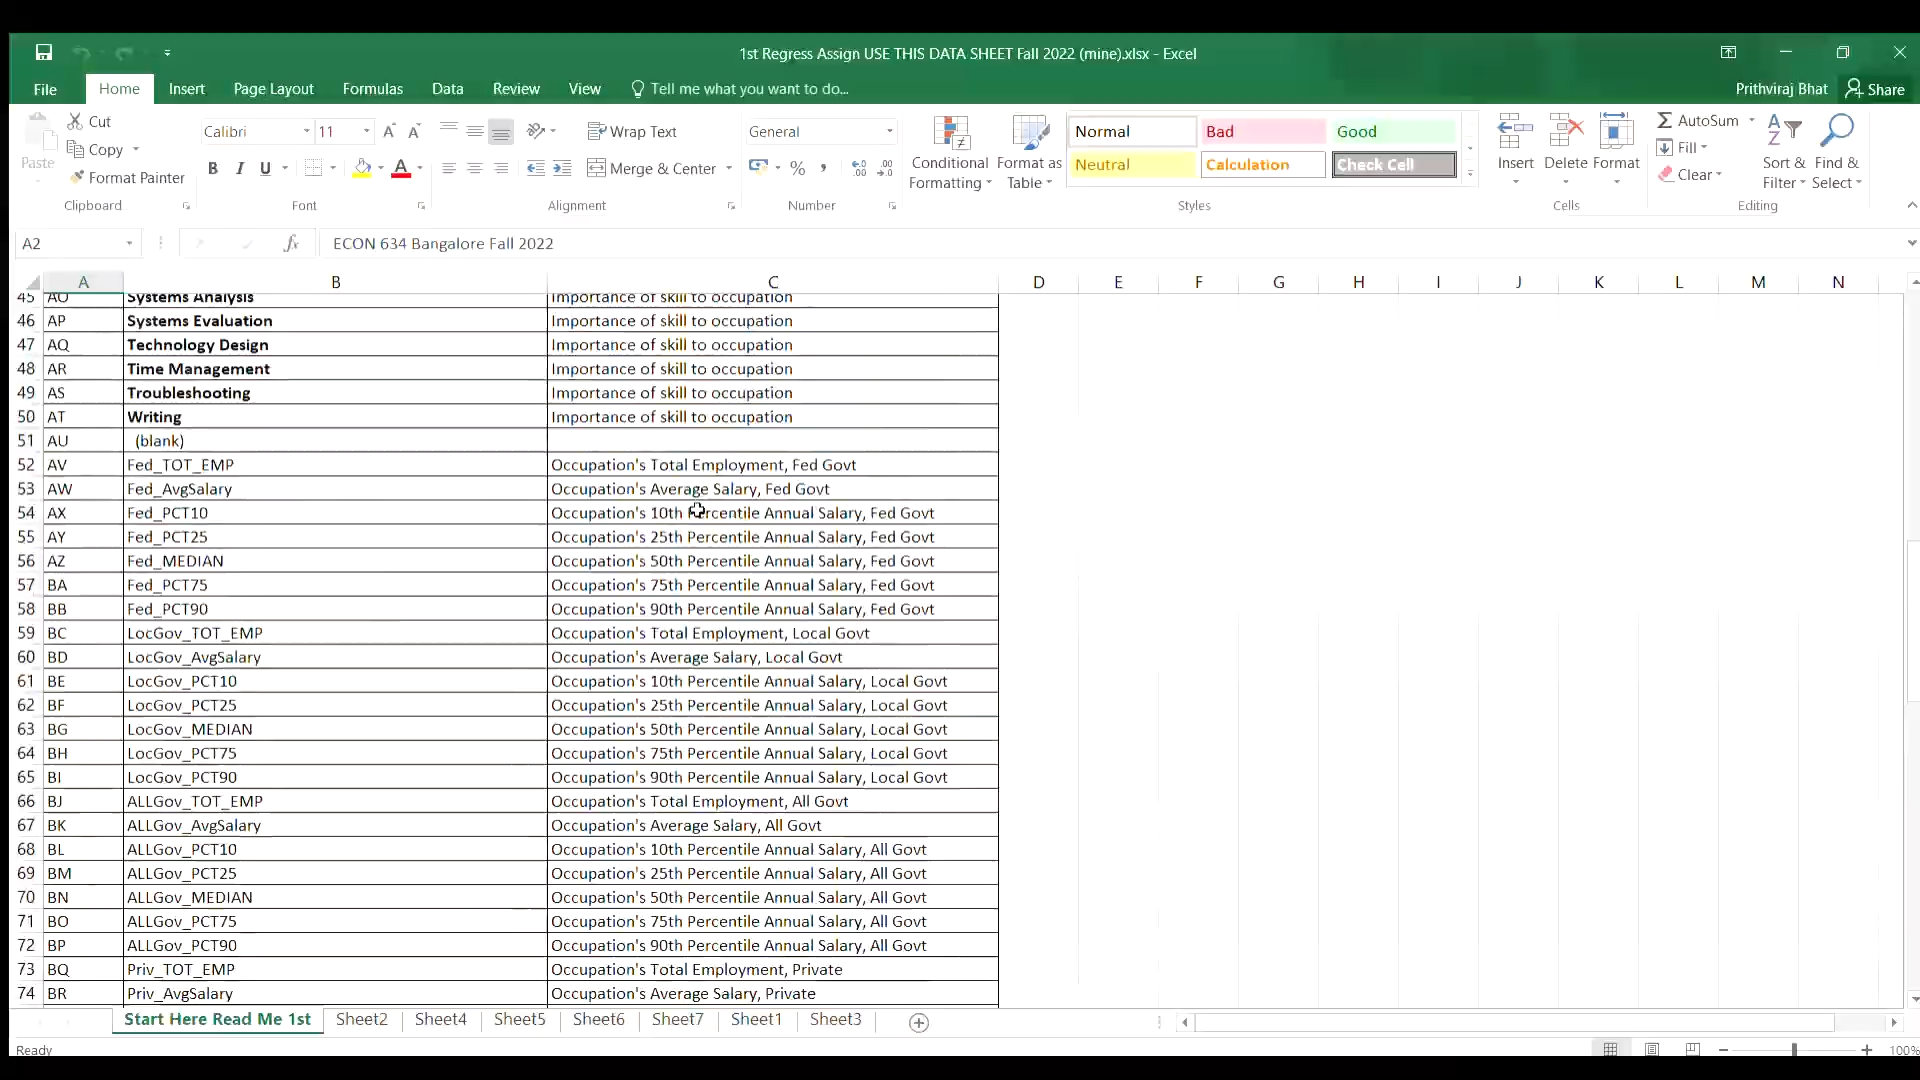 1st Regress Assign USE THIS DATA SHEET Fall 2022 (mine).xlsx - Excel
File Home Insert Page Layout Formulas Data Review View Tell me what you want to do... Prithviraj Bhat Share
Paste
Cut
Copy
Format Painter
Clipboard
Calibri 11
B I U
Font
Wrap Text
Merge & Center
Alignment
General
%
Number
Conditional Formatting
Format as Table
Normal Bad Good
Neutral Calculation Check Cell
Styles
Insert Delete Format
Cells
AutoSum
Fill
Clear
Sort & Filter
Find & Select
Editing
A2 fx ECON 634 Bangalore Fall 2022
A B C D E F G H I J K L M N
45 AO Systems Analysis Importance of skill to occupation
46 AP Systems Evaluation Importance of skill to occupation
47 AQ Technology Design Importance of skill to occupation
48 AR Time Management Importance of skill to occupation
49 AS Troubleshooting Importance of skill to occupation
50 AT Writing Importance of skill to occupation
51 AU (blank)
52 AV Fed_TOT_EMP Occupation's Total Employment, Fed Govt
53 AW Fed_AvgSalary Occupation's Average Salary, Fed Govt
54 AX Fed_PCT10 Occupation's 10th Percentile Annual Salary, Fed Govt
55 AY Fed_PCT25 Occupation's 25th Percentile Annual Salary, Fed Govt
56 AZ Fed_MEDIAN Occupation's 50th Percentile Annual Salary, Fed Govt
57 BA Fed_PCT75 Occupation's 75th Percentile Annual Salary, Fed Govt
58 BB Fed_PCT90 Occupation's 90th Percentile Annual Salary, Fed Govt
59 BC LocGov_TOT_EMP Occupation's Total Employment, Local Govt
60 BD LocGov_AvgSalary Occupation's Average Salary, Local Govt
61 BE LocGov_PCT10 Occupation's 10th Percentile Annual Salary, Local Govt
62 BF LocGov_PCT25 Occupation's 25th Percentile Annual Salary, Local Govt
63 BG LocGov_MEDIAN Occupation's 50th Percentile Annual Salary, Local Govt
64 BH LocGov_PCT75 Occupation's 75th Percentile Annual Salary, Local Govt
65 BI LocGov_PCT90 Occupation's 90th Percentile Annual Salary, Local Govt
66 BJ ALLGov_TOT_EMP Occupation's Total Employment, All Govt
67 BK ALLGov_AvgSalary Occupation's Average Salary, All Govt
68 BL ALLGov_PCT10 Occupation's 10th Percentile Annual Salary, All Govt
69 BM ALLGov_PCT25 Occupation's 25th Percentile Annual Salary, All Govt
70 BN ALLGov_MEDIAN Occupation's 50th Percentile Annual Salary, All Govt
71 BO ALLGov_PCT75 Occupation's 75th Percentile Annual Salary, All Govt
72 BP ALLGov_PCT90 Occupation's 90th Percentile Annual Salary, All Govt
73 BQ Priv_TOT_EMP Occupation's Total Employment, Private
74 BR Priv_AvgSalary Occupation's Average Salary, Private
Start Here Read Me 1st Sheet2 Sheet4 Sheet5 Sheet6 Sheet7 Sheet1 Sheet3
Ready 100%